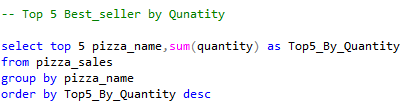 -- Top 5 Best_seller by Qunatity
select top 5 pizza_name,sum(quantity) as Top5_By_Quantity
from pizza_sales
group by pizza_name
order by Top5_By_Quantity desc